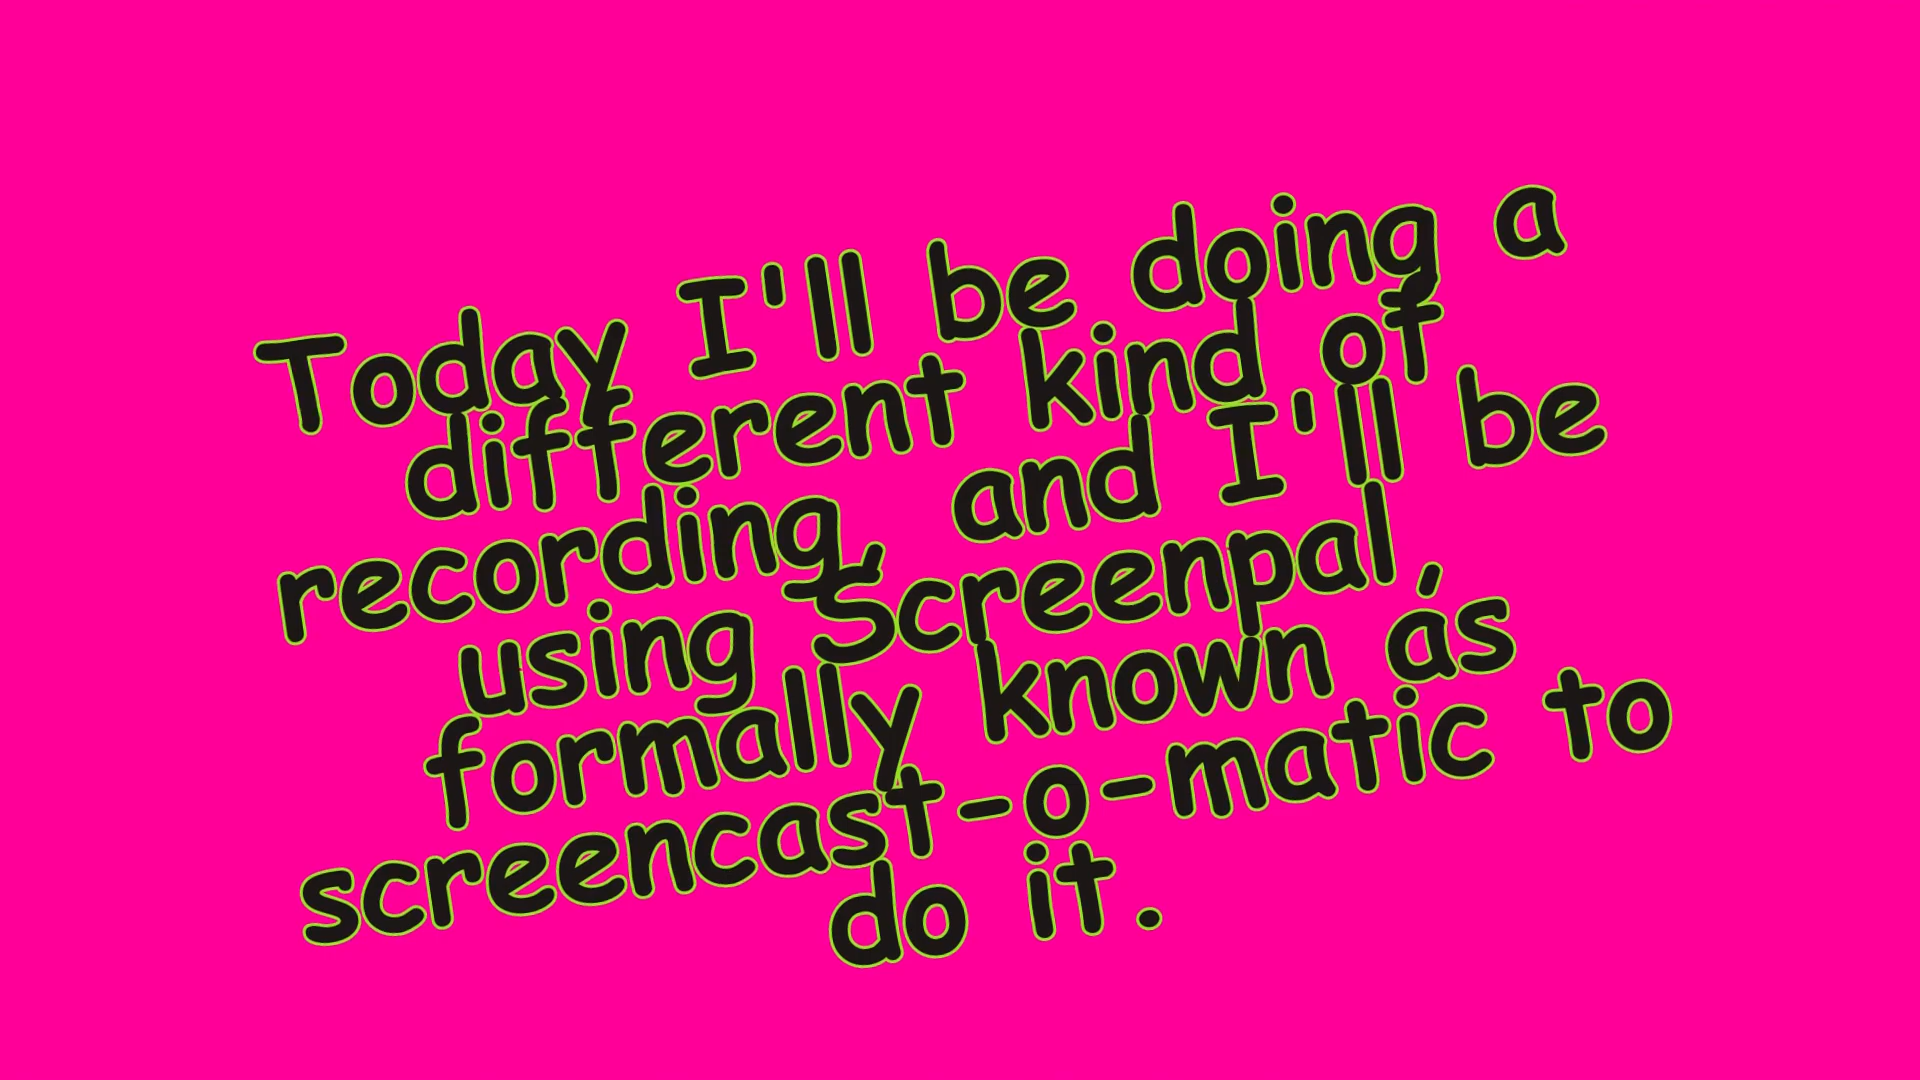 Today I'll be doing a
different kind of
recording, and I'll be
using Screenpal,
formally known as
screencast-o-matic to
do it.